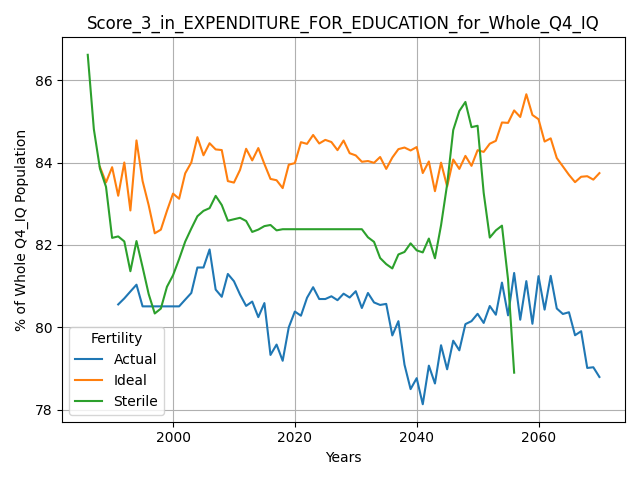 Score_3_in_EXPENDITURE_FOR_EDUCATION_for_Whole_Q4_IQ
% of Whole Q4_IQ Population
86
84
82
80
78
Fertility
Actual
Ideal
Sterile
2000
2020
2040
2060
Years